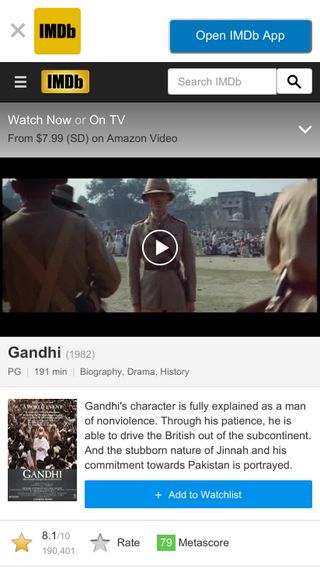 IMDb
Open IMDb App
IMDb
Search IMDb
Watch Now or On TV
From $7.99 (SD) on Amazon Video
Gandhi (1982)
PG | 191 min | Biography, Drama, History
GANDHI
Gandhi's character is fully explained as a man
of nonviolence. Through his patience, he is
able to drive the British out of the subcontinent.
And the stubborn nature of Jinnah and his
commitment towards Pakistan is portrayed.
+ Add to Watchlist
8.1/10
190,401
Rate
79 Metascore